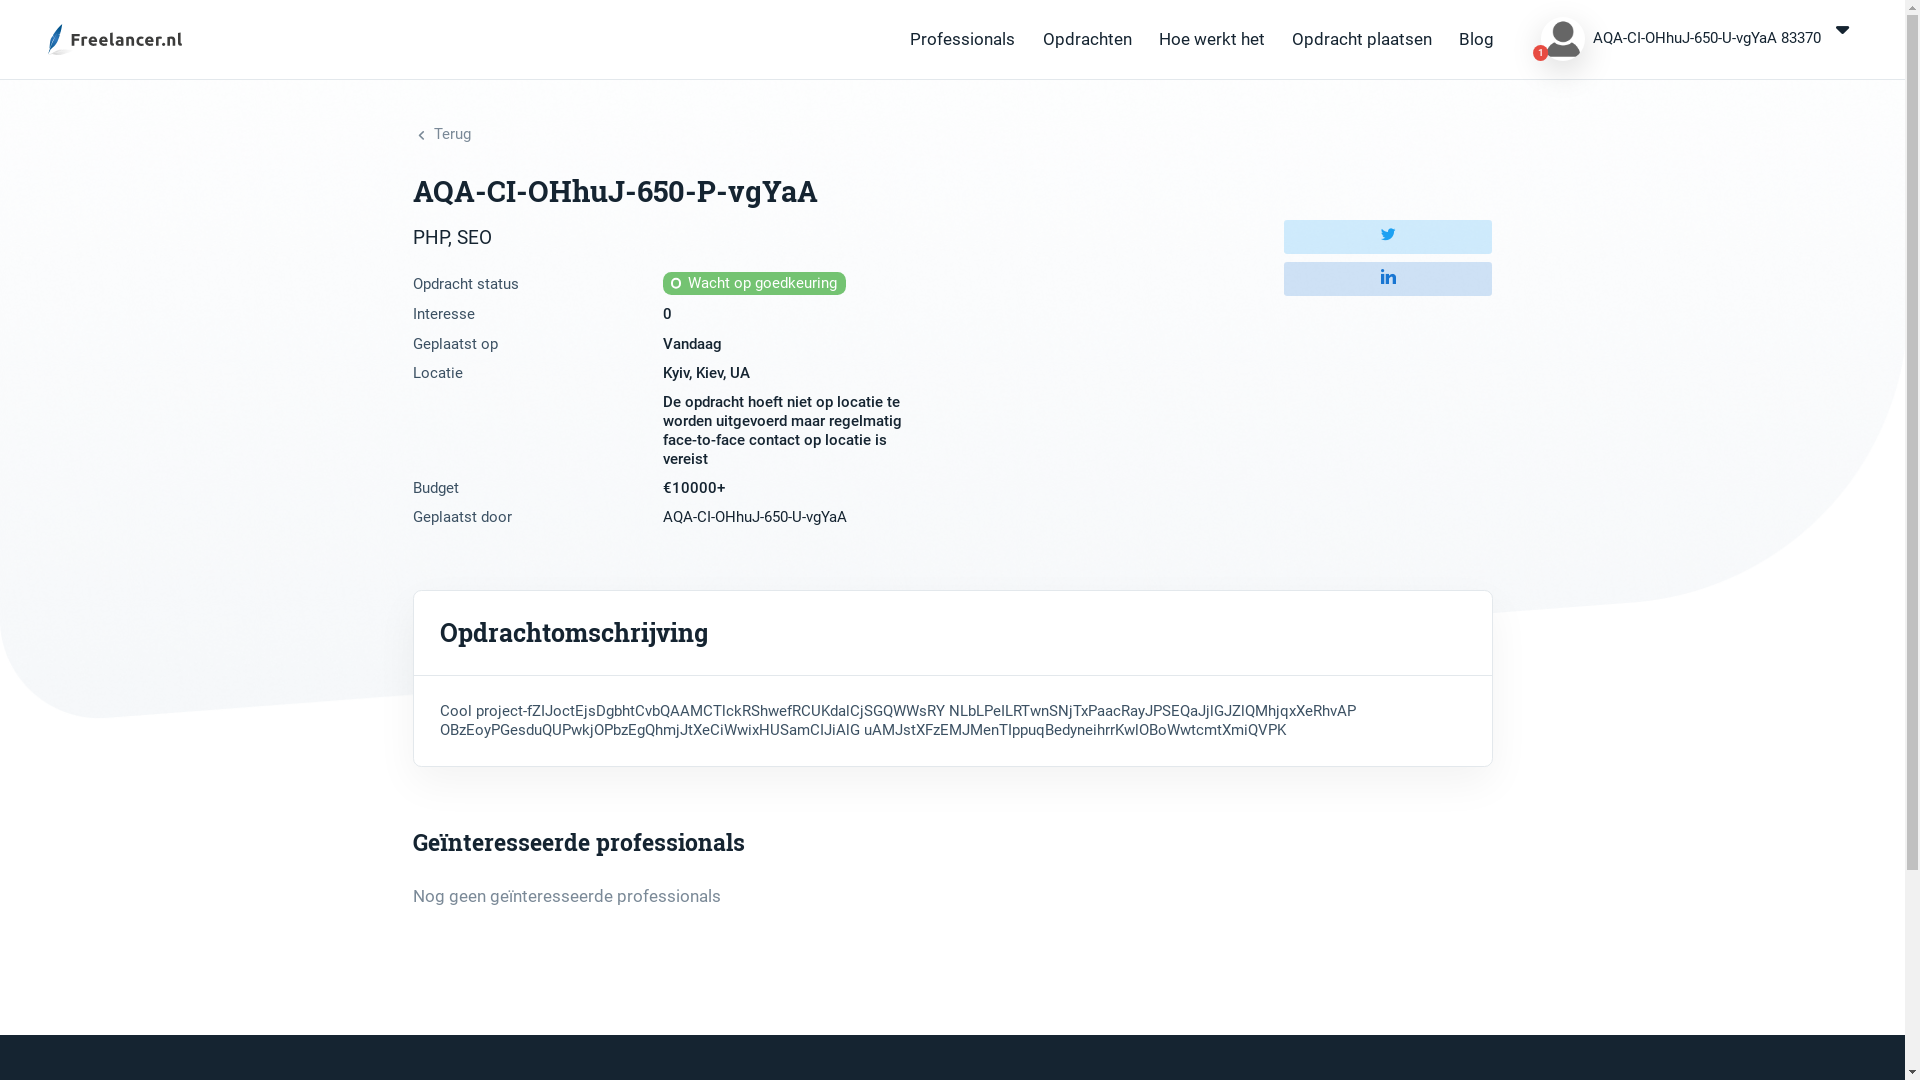 Freelancer.nl
Professionals Opdrachten Hoe werkt het Opdracht plaatsen Blog 1 AQA-CI-OHhuJ-650-U-vgYaA 83370
Terug
AQA-CI-OHhuJ-650-P-vgYaA
PHP, SEO
Opdracht status Wacht op goedkeuring
Interesse 0
Geplaatst op Vandaag
Locatie Kyiv, Kiev, UA
De opdracht hoeft niet op locatie te
worden uitgevoerd maar regelmatig
face-to-face contact op locatie is
vereist
Budget €10000+
Geplaatst door AQA-CI-OHhuJ-650-U-vgYaA
Opdrachtomschrijving
Cool project-fZIJoctEjsDgbhtCvbQAAMCTlckRShwefRCUKdalCjSGQWWsRY NLbLPeILRTwnSNjTxPaacRayJPSEQaJjlGJZlQMhjqxXeRhvAP
OBzEoyPGesduQUPwkjOPbzEgQhmjJtXeCiWwixHUSamCIJiAlG uAMJstXFzEMJMenTIppuqBedyneihrrKwlOBoWwtcmtXmiQVPK
Geïnteresseerde professionals
Nog geen geïnteresseerde professionals